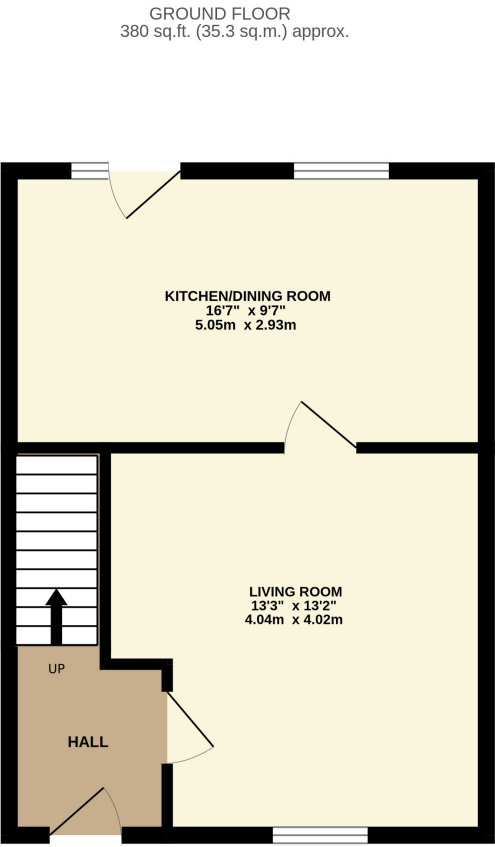 GROUND FLOOR
380 sq.ft. (35.3 sq.m.) approx.
KITCHEN/DINING ROOM
16'7" x 9'7"
5.05m x 2.93m
LIVING ROOM
13'3" x 13'2"
4.04m x 4.02m
UP
HALL